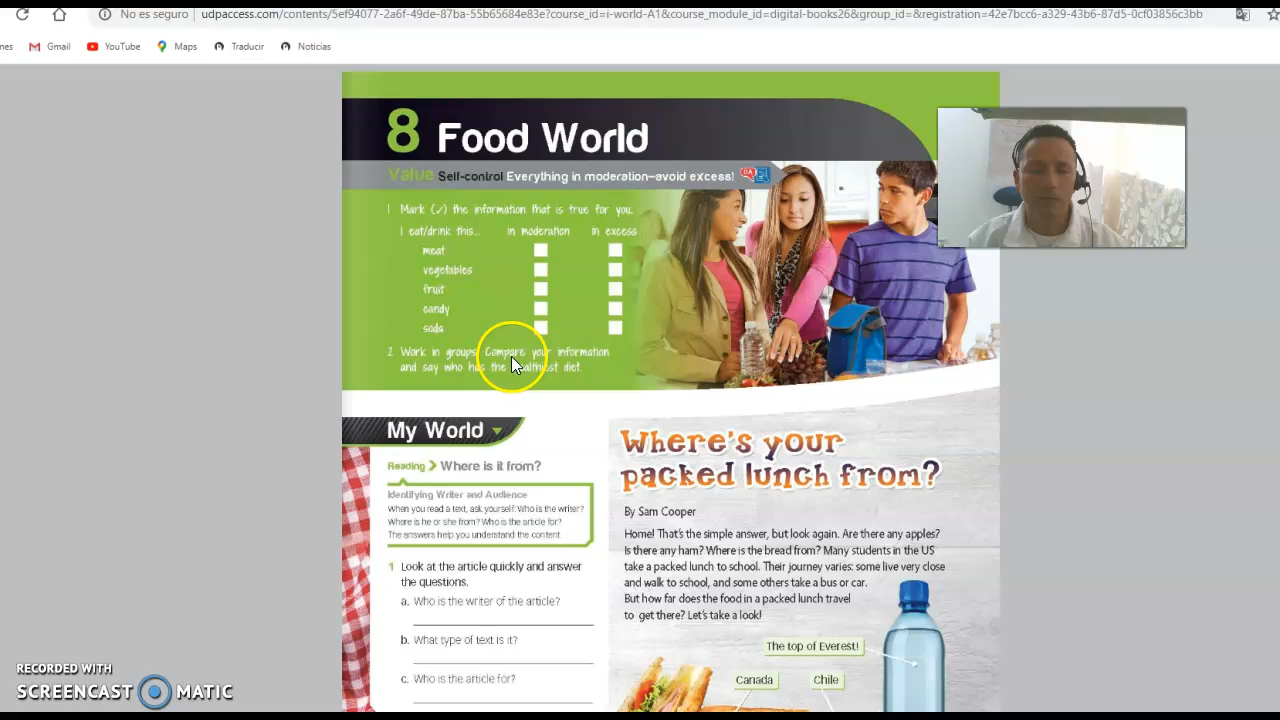 No es seguro
udpaccess.com/contents/5ef94077-2a6f-49de-87ba-55b65684e83e?course_id=i-world-A1&course_module_id=digital-books26&group_id=&registration=42e7bcc6-a329-43b6-87d5-0cf03856c3bb
nes Gmail YouTube Maps Traducir Noticias
8 Food World
Value Self-control Everything in moderation—avoid excess!
1 Mark (✓) the information that is true for you.
I eat/drink this... in moderation in excess
meat
vegetables
fruit
candy
soda
2 Work in groups. Compare your information
and say who has the healthiest diet.
My World
Reading Where is it from?
Identifying Writer and Audience
When you read a text, ask yourself: Who is the writer?
Where is he or she from? Who is the article for?
The answers help you understand the content.
1 Look at the article quickly and answer
the questions.
a. Who is the writer of the article?
b. What type of text is it?
c. Who is the article for?
Where's your
packed lunch from?
By Sam Cooper
Home! That's the simple answer, but look again. Are there any apples?
Is there any ham? Where is the bread from? Many students in the US
take a packed lunch to school. Their journey varies: some live very close
and walk to school, and some others take a bus or car.
But how far does the food in a packed lunch travel
to get there? Let's take a look!
The top of Everest!
Canada
Chile
RECORDED WITH
SCREENCAST MATIC